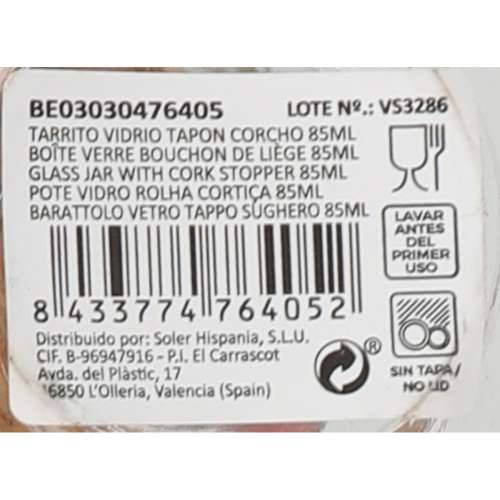 BE03030476405 LOTE Nº.: VS3286
TARRITO VIDRIO TAPON CORCHO 85ML
BOÎTE VERRE BOUCHON DE LIÈGE 85ML
GLASS JAR WITH CORK STOPPER 85ML
POTE VIDRO ROLHA CORTIÇA 85ML
BARATTOLO VETRO TAPPO SÙGHERO 85ML
LAVAR
ANTES
DEL
PRIMER
USO
8 433774 764052
Distribuido por: Soler Hispania, S.L.U.
CIF. B-96947916 - P.I. El Carrascot
Avda. del Plàstic, 17
46850 L'Olleria, Valencia (Spain)
®
SIN TAPA/
NO LID